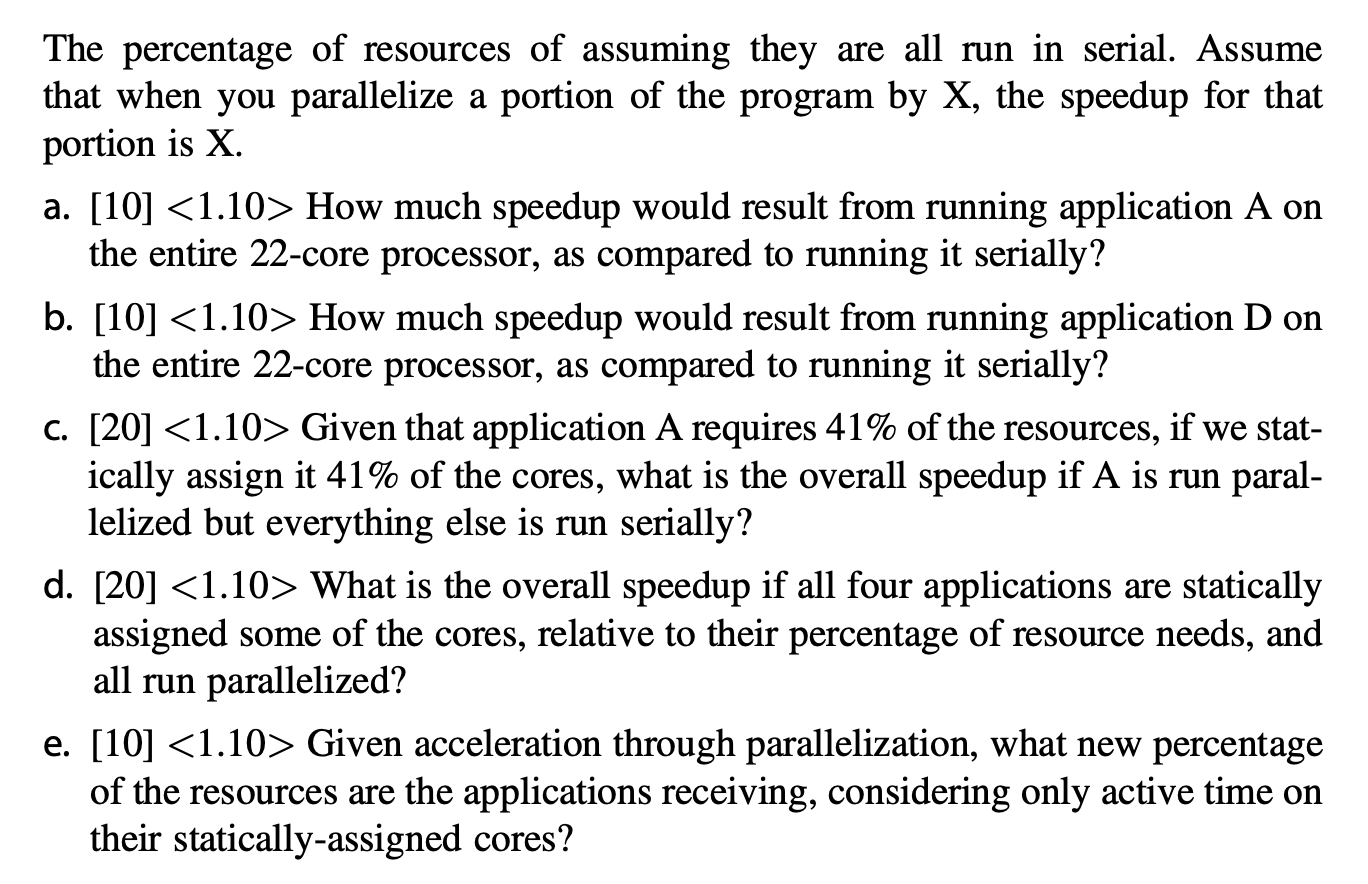 The percentage of resources of assuming they are all run in serial. Assume
that when you parallelize a portion of the program by X, the speedup for that
portion is X.
a. [10] <1.10> How much speedup would result from running application A on
the entire 22-core processor, as compared to running it serially?
b. [10] <1.10> How much speedup would result from running application D on
the entire 22-core processor, as compared to running it serially?
c. [20] <1.10> Given that application A requires 41% of the resources, if we stat-
ically assign it 41% of the cores, what is the overall speedup if A is run paral-
lelized but everything else is run serially?
d. [20] <1.10> What is the overall speedup if all four applications are statically
assigned some of the cores, relative to their percentage of resource needs, and
all run parallelized?
e. [10] <1.10> Given acceleration through parallelization, what new percentage
of the resources are the applications receiving, considering only active time on
their statically-assigned cores?